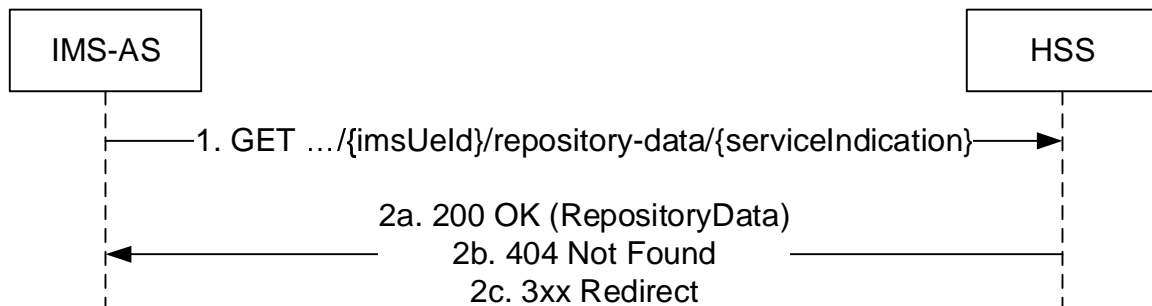 IMS-AS
HSS
1. GET …/{imsUeId}/repository-data/{serviceIndication}
2a. 200 OK (RepositoryData)
2b. 404 Not Found
2c. 3xx Redirect